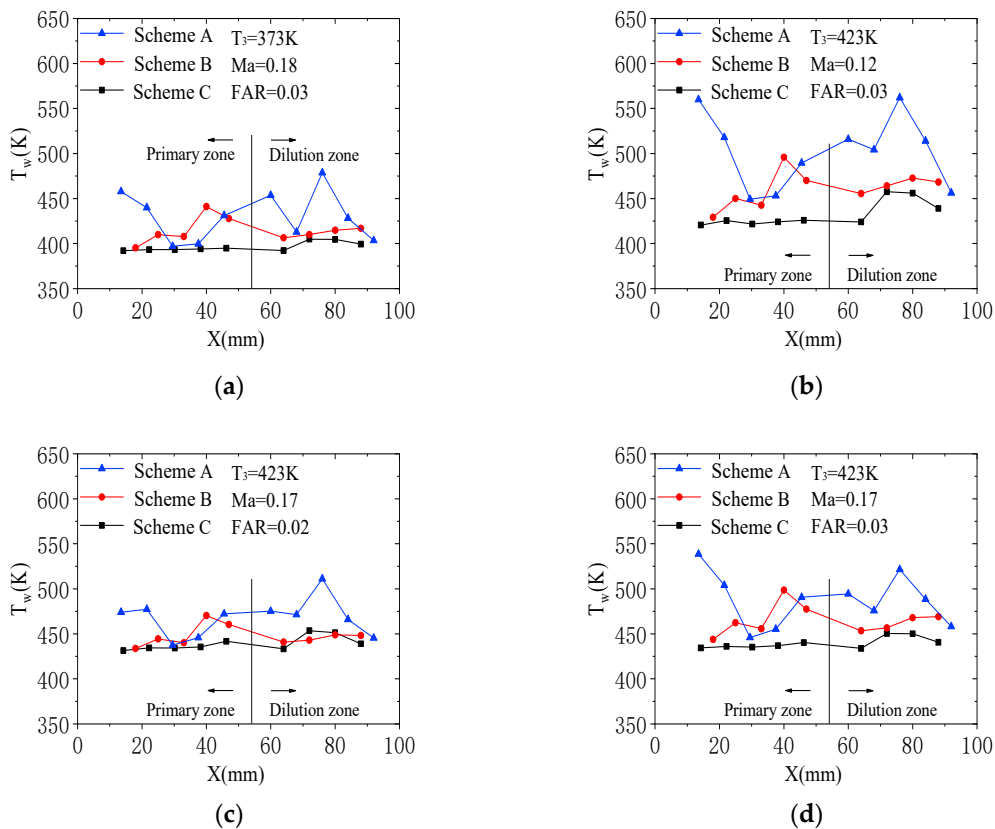 650
600
550
500
450
400
350
T₃=373K
Ma=0.18
FAR=0.03
Scheme A
Scheme B
Scheme C
Primary zone
Dilution zone
T_w(K)
0 20 40 60 80 100
X(mm)
(a)
650
600
550
500
450
400
350
Scheme A
Scheme B
Scheme C
T₃=423K
Ma=0.12
FAR=0.03
Primary zone
Dilution zone
T_w(K)
0 20 40 60 80 100
X(mm)
(b)
650
600
550
500
450
400
350
Scheme A
Scheme B
Scheme C
T₃=423K
Ma=0.17
FAR=0.02
Primary zone
Dilution zone
T_w(K)
0 20 40 60 80 100
X(mm)
(c)
650
600
550
500
450
400
350
Scheme A
Scheme B
Scheme C
T₃=423K
Ma=0.17
FAR=0.03
Primary zone
Dilution zone
T_w(K)
0 20 40 60 80 100
X(mm)
(d)